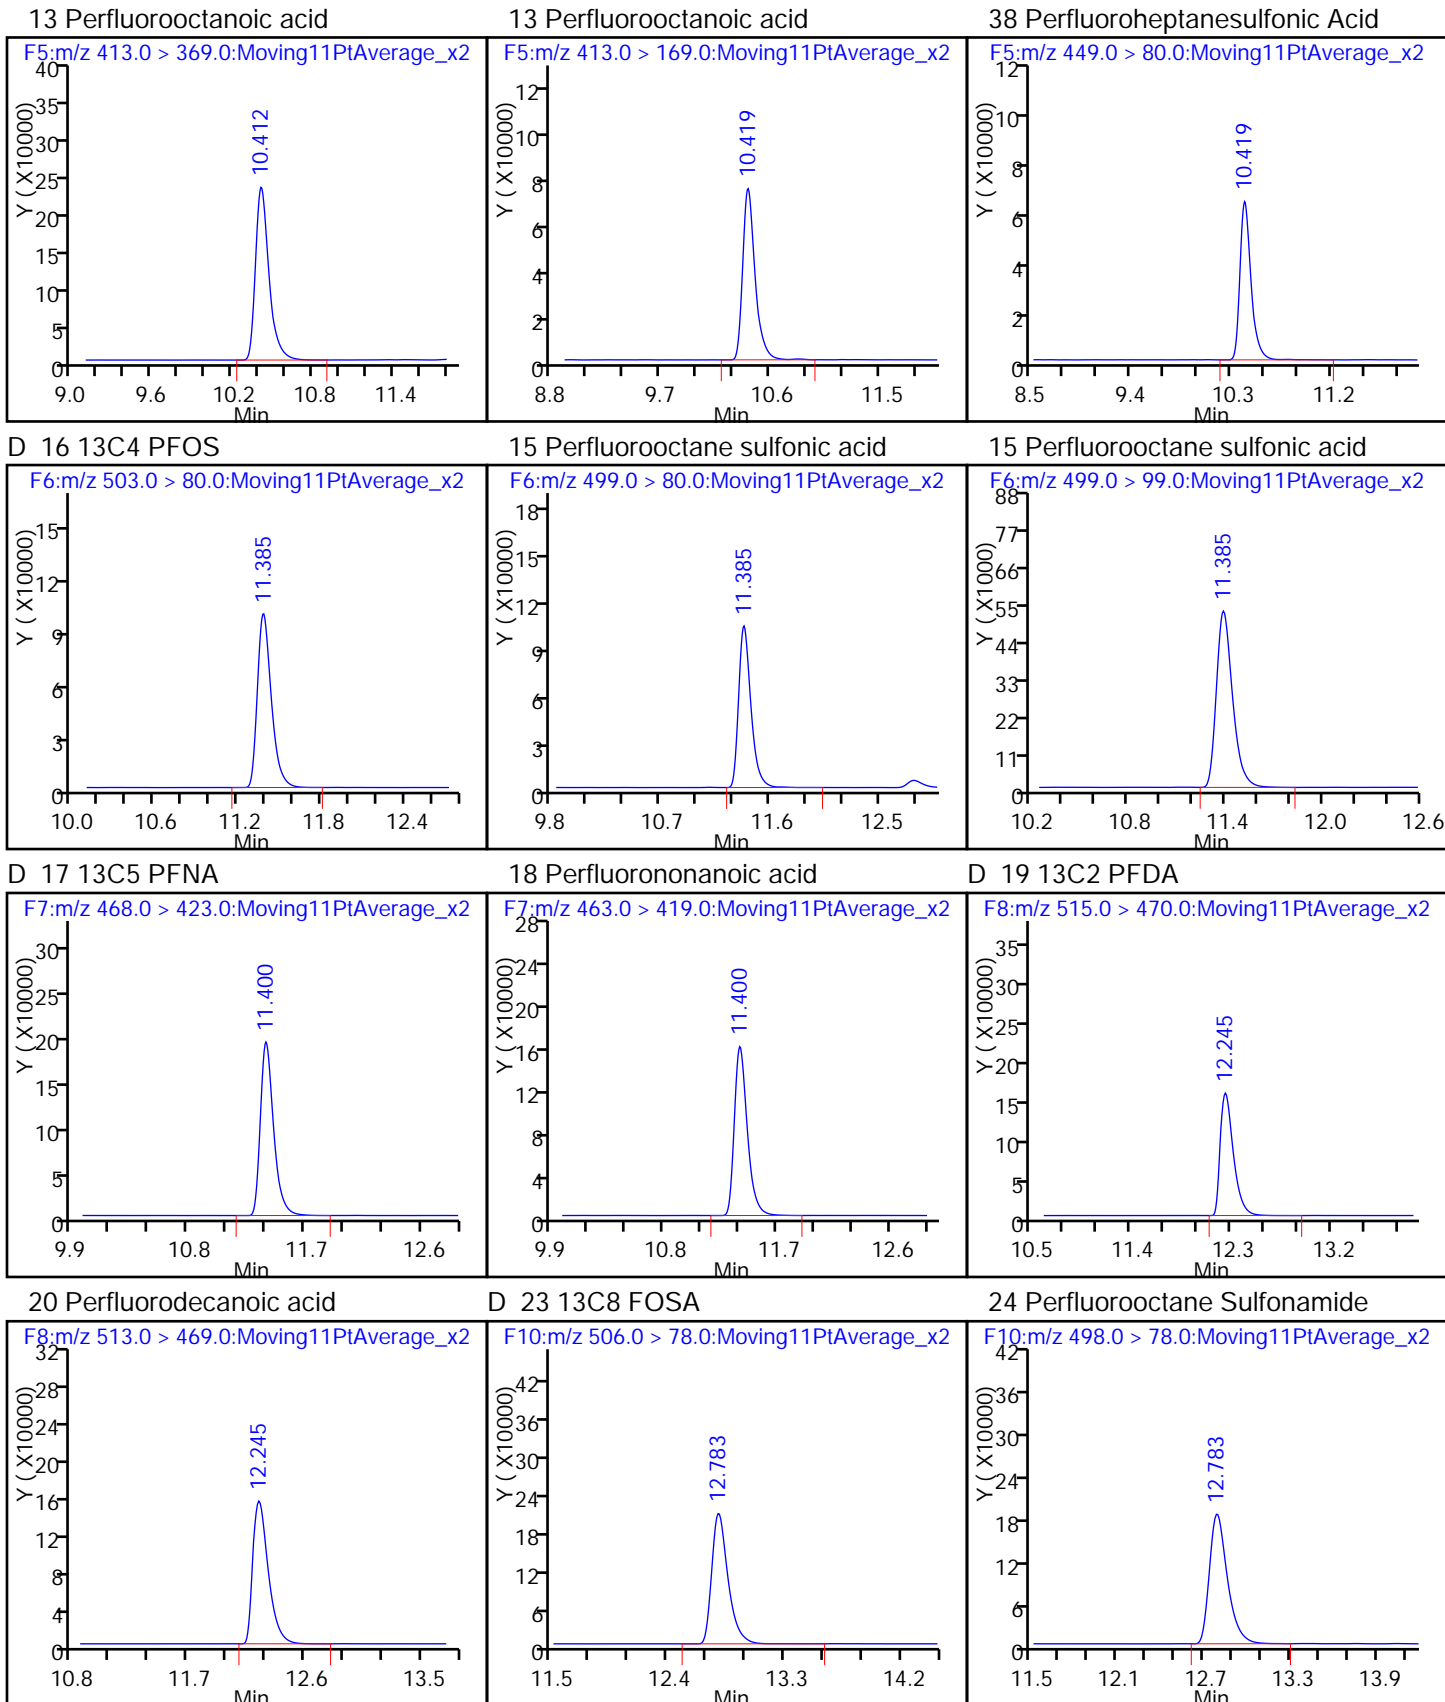 13 Perfluorooctanoic acid
F5:m/z 413.0 > 369.0:Moving11PtAverage_x2
Y ( X10000)
40
35
30
25
20
15
10
5
0
10.412
9.0 9.6 10.2 10.8 11.4
Min
13 Perfluorooctanoic acid
F5:m/z 413.0 > 169.0:Moving11PtAverage_x2
Y ( X10000)
12
10
8
6
4
2
0
10.419
8.8 9.7 10.6 11.5
Min
38 Perfluoroheptanesulfonic Acid
F5:m/z 449.0 > 80.0:Moving11PtAverage_x2
Y ( X10000)
12
10
8
6
4
2
0
10.419
8.5 9.4 10.3 11.2
Min
D 16 13C4 PFOS
F6:m/z 503.0 > 80.0:Moving11PtAverage_x2
Y ( X10000)
15
12
9
6
3
0
11.385
10.0 10.6 11.2 11.8 12.4
Min
15 Perfluorooctane sulfonic acid
F6:m/z 499.0 > 80.0:Moving11PtAverage_x2
Y ( X10000)
18
15
12
9
6
3
0
11.385
9.8 10.7 11.6 12.5
Min
15 Perfluorooctane sulfonic acid
F6:m/z 499.0 > 99.0:Moving11PtAverage_x2
Y ( X1000)
88
77
66
55
44
33
22
11
0
11.385
10.2 10.8 11.4 12.0 12.6
Min
D 17 13C5 PFNA
F7:m/z 468.0 > 423.0:Moving11PtAverage_x2
Y ( X10000)
30
25
20
15
10
5
0
11.400
9.9 10.8 11.7 12.6
Min
18 Perfluorononanoic acid
F7:m/z 463.0 > 419.0:Moving11PtAverage_x2
Y ( X10000)
28
24
20
16
12
8
4
0
11.400
9.9 10.8 11.7 12.6
Min
D 19 13C2 PFDA
F8:m/z 515.0 > 470.0:Moving11PtAverage_x2
Y ( X10000)
35
30
25
20
15
10
5
0
12.245
10.5 11.4 12.3 13.2
Min
20 Perfluorodecanoic acid
F8:m/z 513.0 > 469.0:Moving11PtAverage_x2
Y ( X10000)
32
28
24
20
16
12
8
4
0
12.245
10.8 11.7 12.6 13.5
Min
D 23 13C8 FOSA
F10:m/z 506.0 > 78.0:Moving11PtAverage_x2
Y ( X10000)
42
36
30
24
18
12
6
0
12.783
11.5 12.4 13.3 14.2
Min
24 Perfluorooctane Sulfonamide
F10:m/z 498.0 > 78.0:Moving11PtAverage_x2
Y ( X10000)
42
36
30
24
18
12
6
0
12.783
11.5 12.1 12.7 13.3 13.9
Min